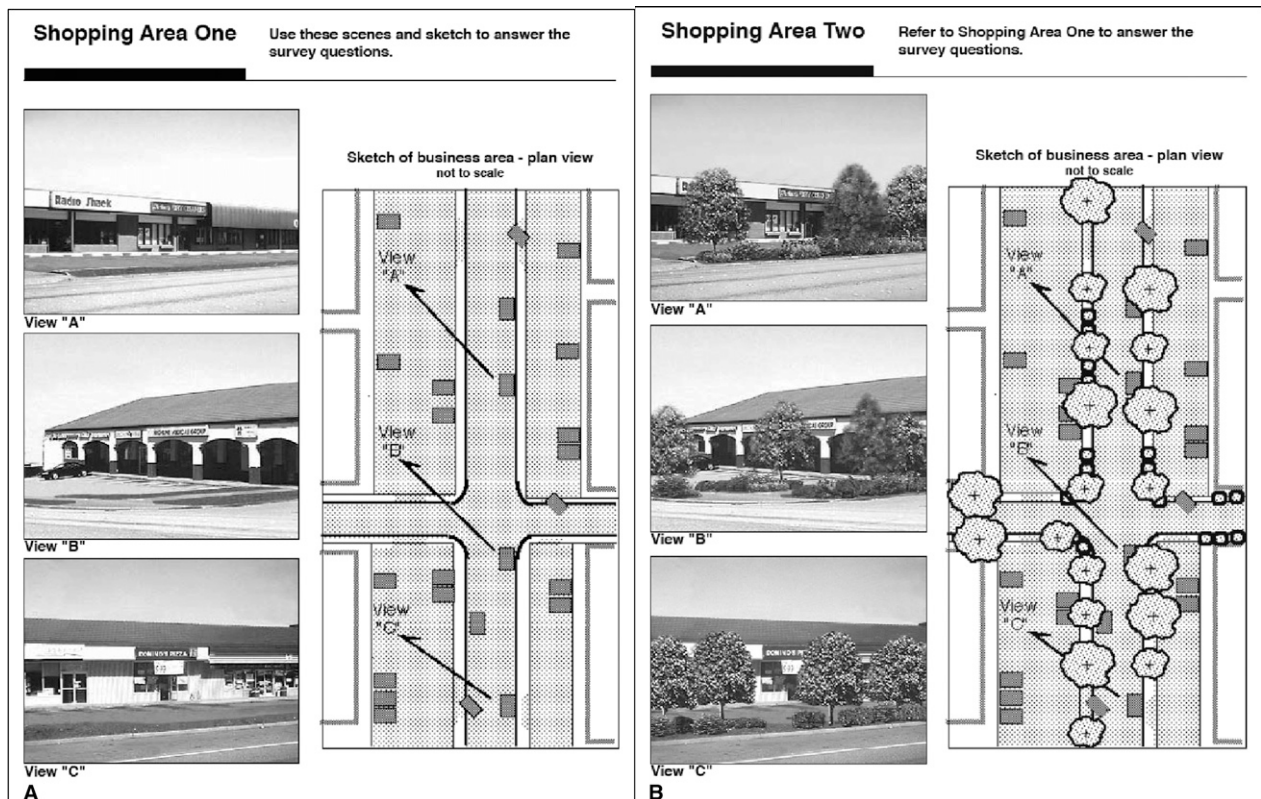 Shopping Area One
Use these scenes and sketch to answer the
survey questions.
Sketch of business area - plan view
not to scale
Radio Shack
View "A"
View
"A"
View "B"
View
"B"
DOMINO'S PIZZA
View "C"
View
"C"
A
Shopping Area Two
Refer to Shopping Area One to answer the
survey questions.
Sketch of business area - plan view
not to scale
View "A"
View
"A"
View "B"
View
"B"
View "C"
View
"C"
B